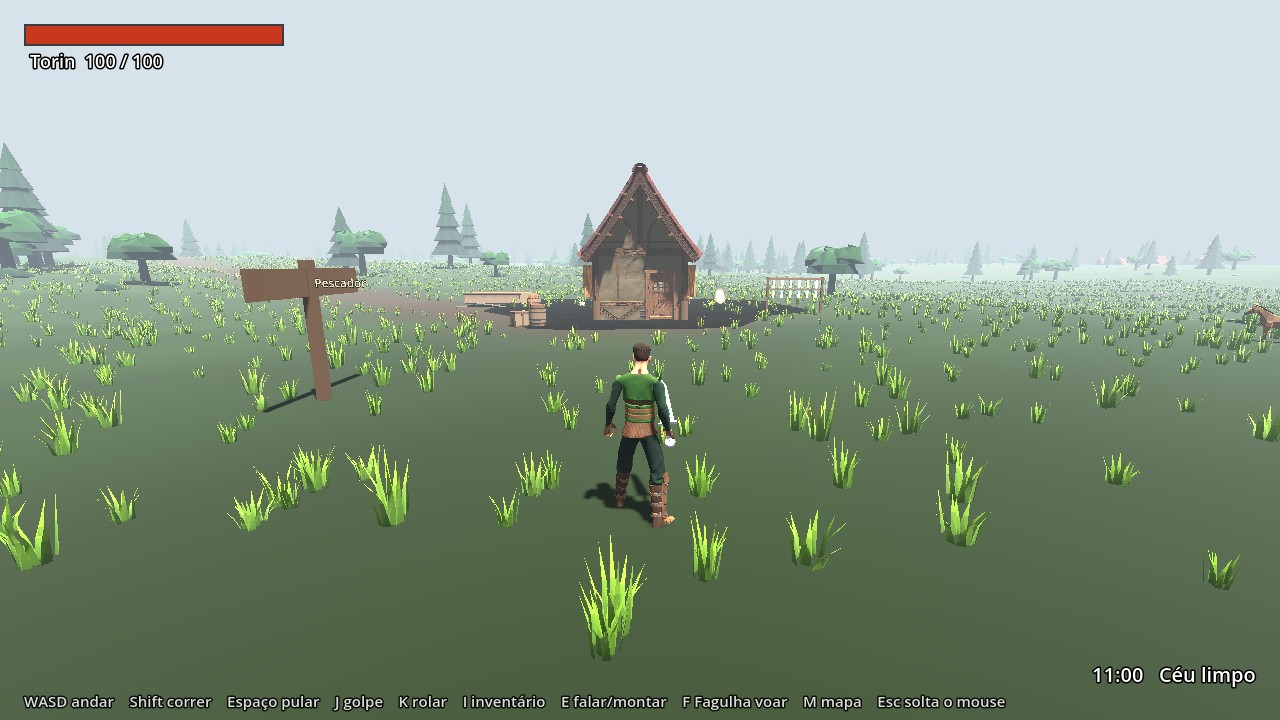 Torin 100 / 100
Pescador
11:00 Céu limpo
WASD andar Shift correr Espaço pular J golpe K rolar I inventário E falar/montar F Fagulha voar M mapa Esc solta o mouse